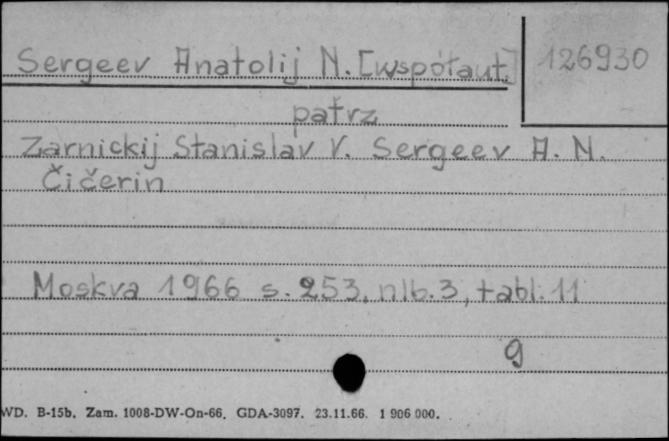 Sergeev Anatolij N. [współaut.] 126930
patrz
Zarnickij Stanislav V. Sergeev A. N.
Čičerin
Moskva 1966 s. 253, nlb. 3, tabl. 11
9
WD. B-15b. Zam. 1008-DW-On-66. GDA-3097. 23.11.66. 1 906 000.